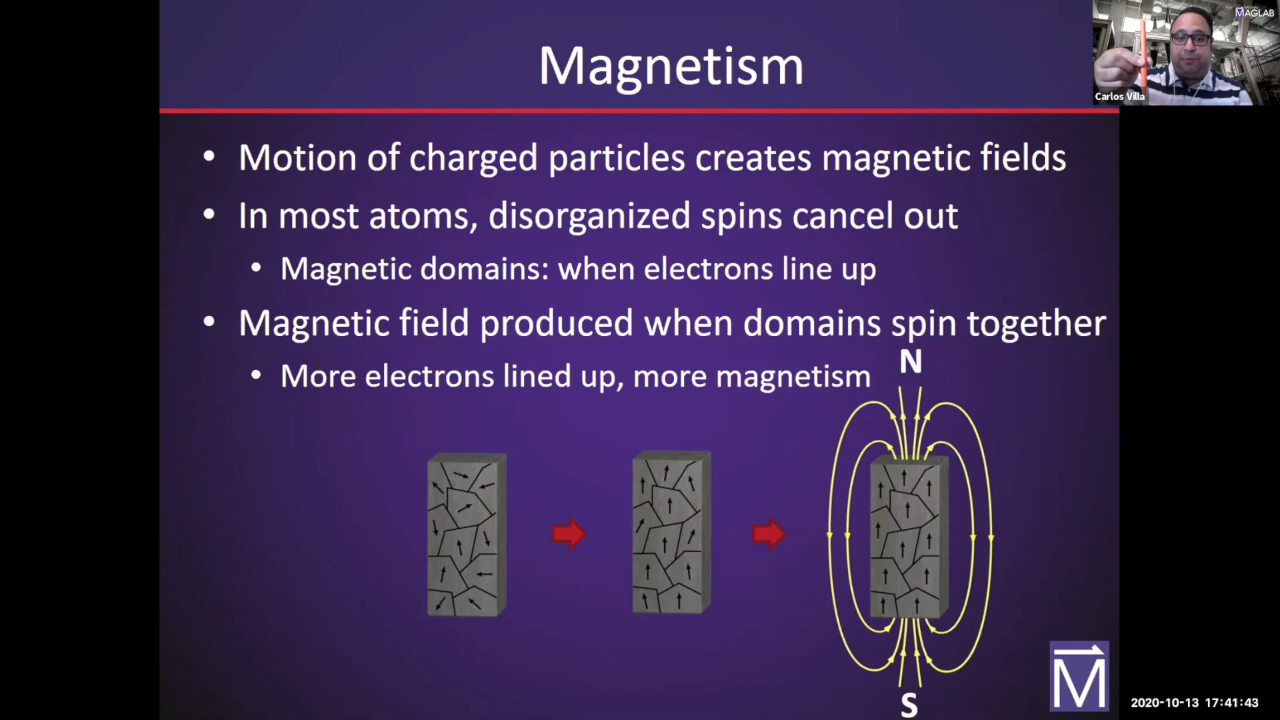 Magnetism
MAGLAB
Carlos Villa
• Motion of charged particles creates magnetic fields
• In most atoms, disorganized spins cancel out
• Magnetic domains: when electrons line up
• Magnetic field produced when domains spin together
• More electrons lined up, more magnetism
N
S
M
2020-10-13 17:41:43